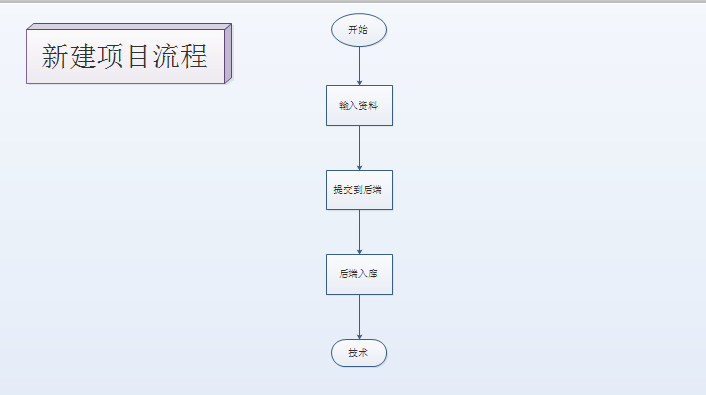 新建项目流程
开始
输入资料
提交到后端
后端入库
技术